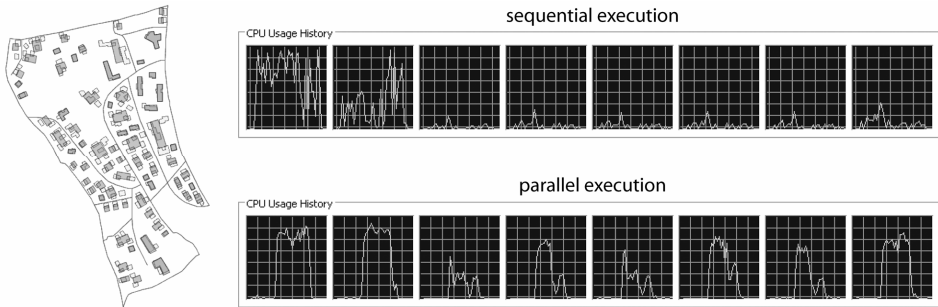 sequential execution
CPU Usage History
parallel execution
CPU Usage History